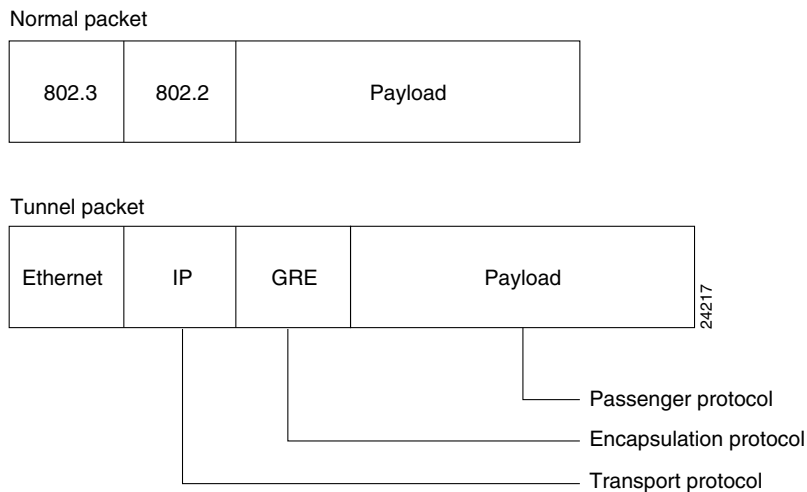 Normal packet
802.3 802.2 Payload
Tunnel packet
Ethernet IP GRE Payload
24217
Passenger protocol
Encapsulation protocol
Transport protocol